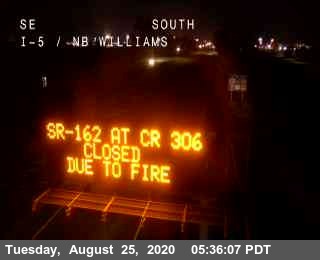 SE SOUTH
I-5 / NB WILLIAMS
SR-162 AT CR 306
CLOSED
DUE TO FIRE
Tuesday, August 25, 2020 05:36:07 PDT